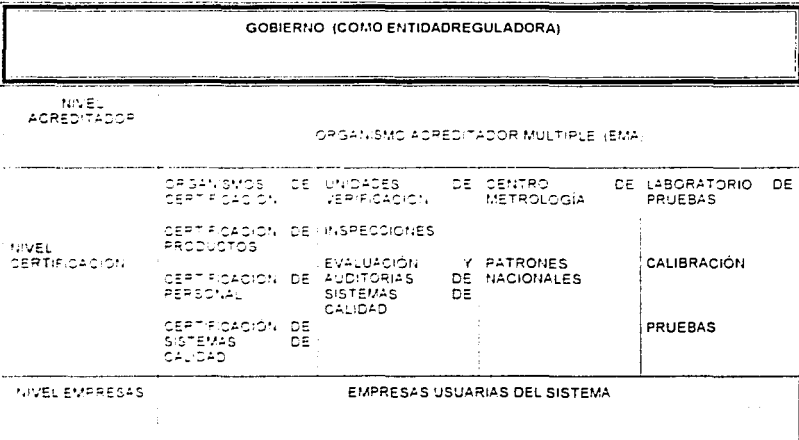 GOBIERNO (COMO ENTIDADREGULADORA)
NIVEL
ACREDITADOR
ORGANISMO ACREDITADOR MULTIPLE (EMA)
ORGANISMOS DE
CERTIFICACION
UNIDADES DE
VERIFICACION
CENTRO DE
METROLOGÍA
LABORATORIO DE
PRUEBAS
NIVEL
CERTIFICACION
CERTIFICACION DE
PRODUCTOS
CERTIFICACION DE
PERSONAL
CERTIFICACIÓN DE
SISTEMAS DE
CALIDAD
INSPECCIONES
EVALUACIÓN Y
AUDITORIAS DE
SISTEMAS DE
CALIDAD
PATRONES
NACIONALES
CALIBRACIÓN
PRUEBAS
NIVEL EMPRESAS
EMPRESAS USUARIAS DEL SISTEMA